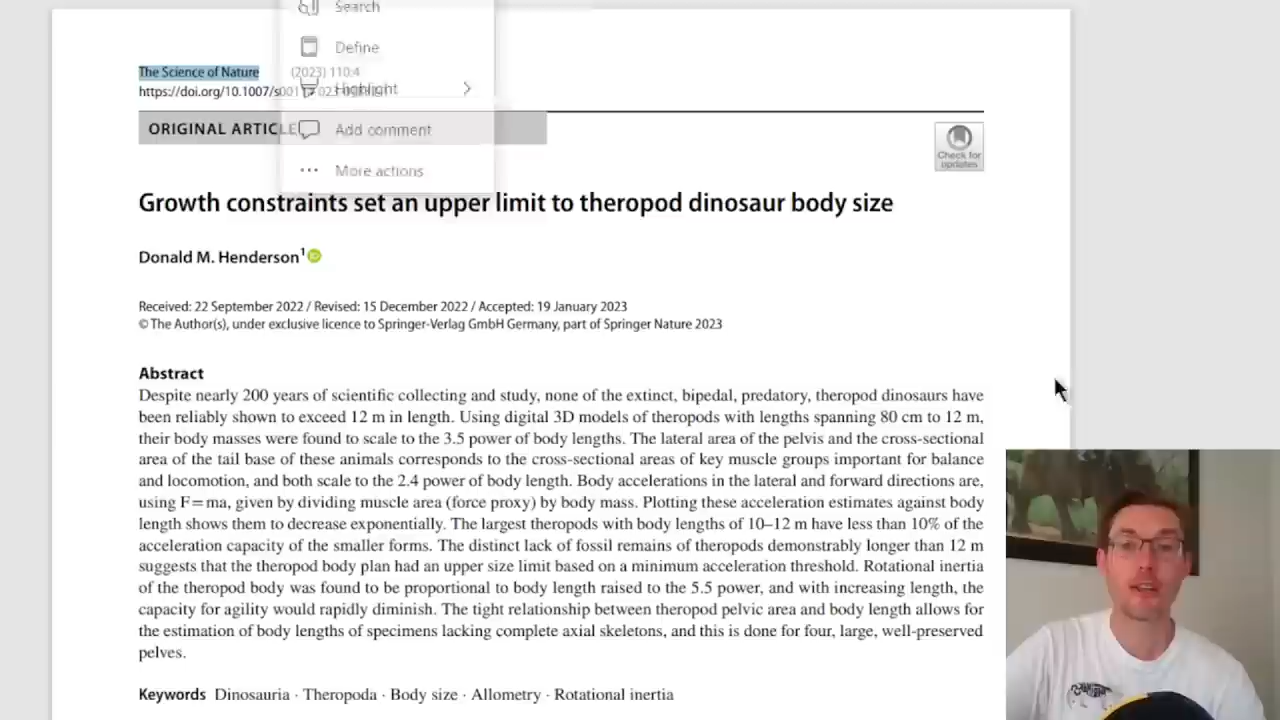 Search
Define
The Science of Nature (2023) 110:4
Highlight
https://doi.org/10.1007/s001
ORIGINAL ARTICLE
Add comment
Check for
updates
More actions
Growth constraints set an upper limit to theropod dinosaur body size
Donald M. Henderson1
Received: 22 September 2022 / Revised: 15 December 2022 / Accepted: 19 January 2023
© The Author(s), under exclusive licence to Springer-Verlag GmbH Germany, part of Springer Nature 2023
Abstract
Despite nearly 200 years of scientific collecting and study, none of the extinct, bipedal, predatory, theropod dinosaurs have
been reliably shown to exceed 12 m in length. Using digital 3D models of theropods with lengths spanning 80 cm to 12 m,
their body masses were found to scale to the 3.5 power of body lengths. The lateral area of the pelvis and the cross-sectional
area of the tail base of these animals corresponds to the cross-sectional areas of key muscle groups important for balance
and locomotion, and both scale to the 2.4 power of body length. Body accelerations in the lateral and forward directions are,
using F=ma, given by dividing muscle area (force proxy) by body mass. Plotting these acceleration estimates against body
length shows them to decrease exponentially. The largest theropods with body lengths of 10–12 m have less than 10% of the
acceleration capacity of the smaller forms. The distinct lack of fossil remains of theropods demonstrably longer than 12 m
suggests that the theropod body plan had an upper size limit based on a minimum acceleration threshold. Rotational inertia
of the theropod body was found to be proportional to body length raised to the 5.5 power, and with increasing length, the
capacity for agility would rapidly diminish. The tight relationship between theropod pelvic area and body length allows for
the estimation of body lengths of specimens lacking complete axial skeletons, and this is done for four, large, well-preserved
pelves.
Keywords Dinosauria · Theropoda · Body size · Allometry · Rotational inertia